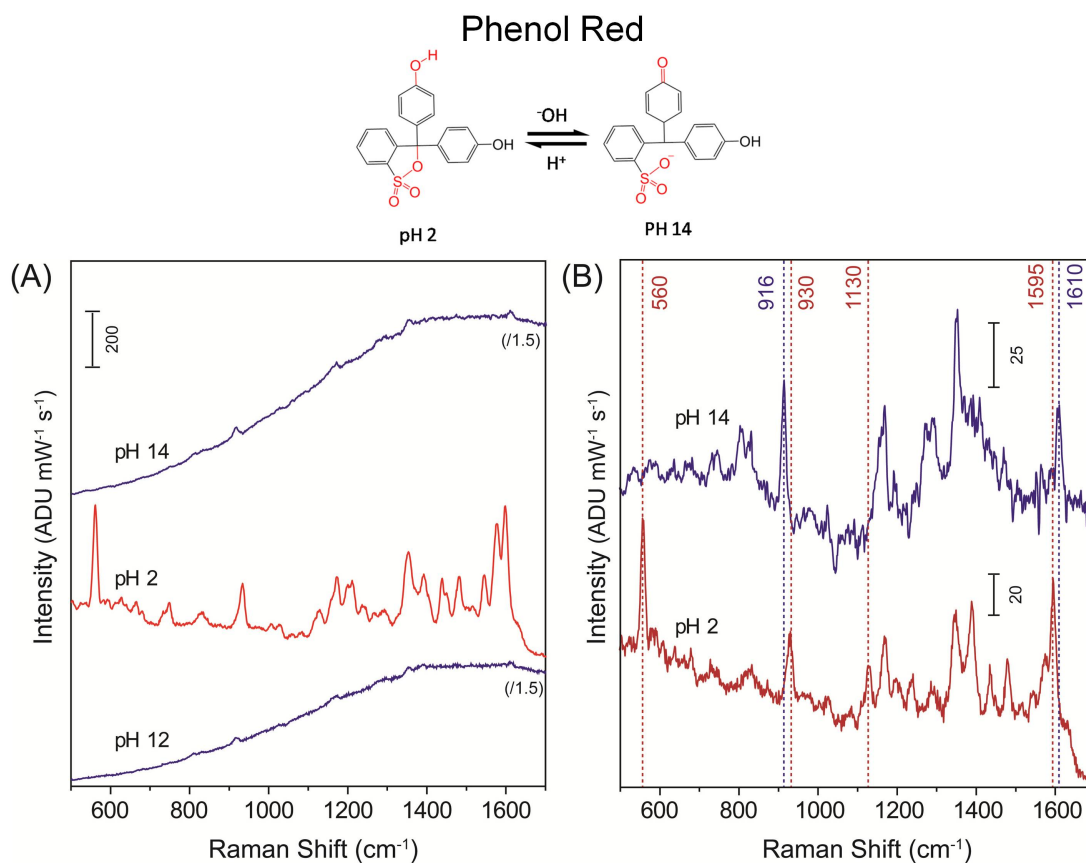 Phenol Red
H
O
OH
O
S
O
O
pH 2
⁻OH
H⁺
O
OH
O⁻
S
O
O
PH 14
(A)
200
(/1.5)
pH 14
pH 2
pH 12
(/1.5)
Intensity (ADU mW⁻¹ s⁻¹)
600 800 1000 1200 1400 1600
Raman Shift (cm⁻¹)
(B)
560
916
930
1130
1595
1610
25
pH 14
20
pH 2
Intensity (ADU mW⁻¹ s⁻¹)
600 800 1000 1200 1400 1600
Raman Shift (cm⁻¹)